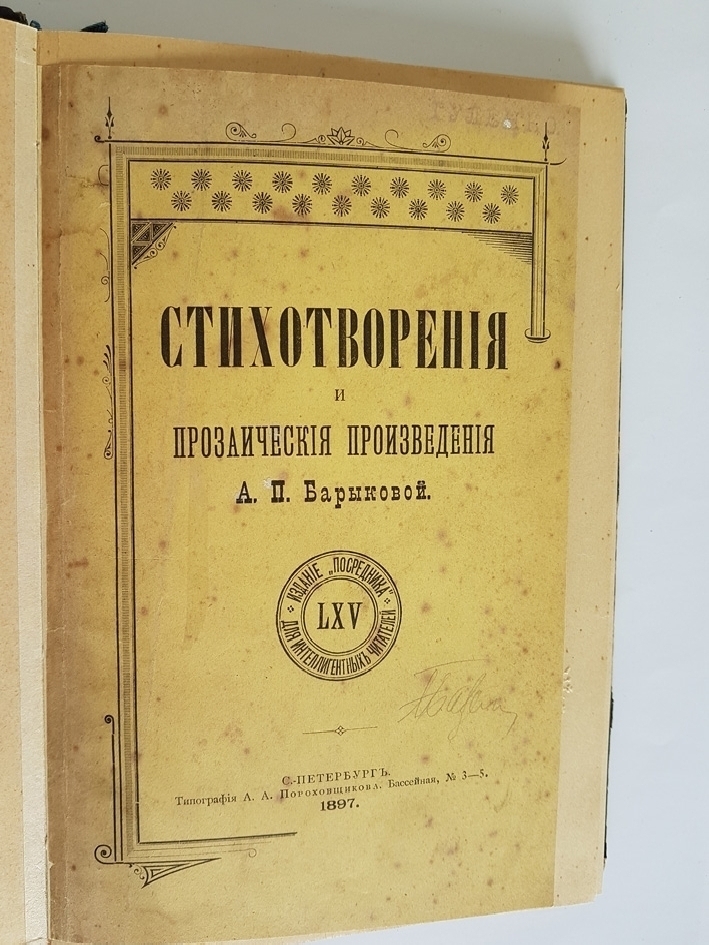 СТИХОТВОРЕНІЯ
И
ПРОЗАИЧЕСКІЯ ПРОИЗВЕДЕНІЯ
А. П. Барыковой.
ИЗДАНІЕ „ПОСРЕДНИКА“
LXV
ДЛЯ ИНТЕЛЛИГЕНТНЫХЪ ЧИТАТЕЛЕЙ
С.-ПЕТЕРБУРГЪ.
Типографія А. А. Пороховщикова, Бассейная, № 3—5.
1897.